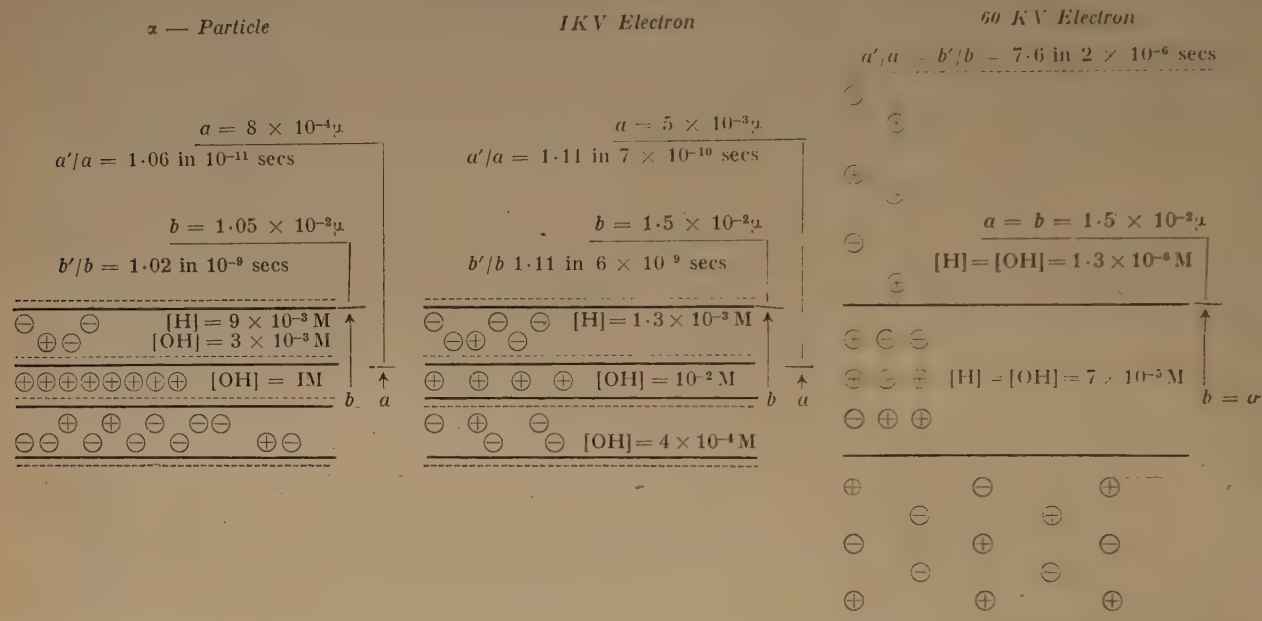 α — Particle
a = 8 × 10⁻⁴μ
a′/a = 1·06 in 10⁻¹¹ secs
b = 1·05 × 10⁻²μ
b′/b = 1·02 in 10⁻⁹ secs
⊖ ⊖ [H] = 9 × 10⁻³ M
⊕⊖ [OH] = 3 × 10⁻³ M
⊕⊕⊕⊕⊕⊕⊕⊕ [OH] = 1M
b a
⊕ ⊕ ⊖ ⊖⊖
⊖⊖ ⊖ ⊖ ⊖ ⊕⊖
1KV Electron
a = 5 × 10⁻³μ
a′/a = 1·11 in 7 × 10⁻¹⁰ secs
b = 1·5 × 10⁻²μ
b′/b 1·11 in 6 × 10 ⁹ secs
⊖ ⊖ ⊖ [H] = 1·3 × 10⁻³ M
⊖⊕ ⊖
⊕ ⊕ ⊕ ⊕ [OH] = 10⁻² M
b a
⊖ ⊕ ⊖
⊖ ⊖ [OH] = 4 × 10⁻⁴ M
60 KV Electron
a′/a b′/b = 7·6 in 2 × 10⁻⁶ secs
a = b = 1·5 × 10⁻²μ
[H] = [OH] = 1·3 × 10⁻⁶ M
[H] = [OH] = 7 × 10⁻⁵ M
b = a
⊖ ⊕ ⊕
⊕ ⊖ ⊕
⊖ ⊕
⊖ ⊕ ⊖
⊖ ⊖
⊕ ⊕ ⊕